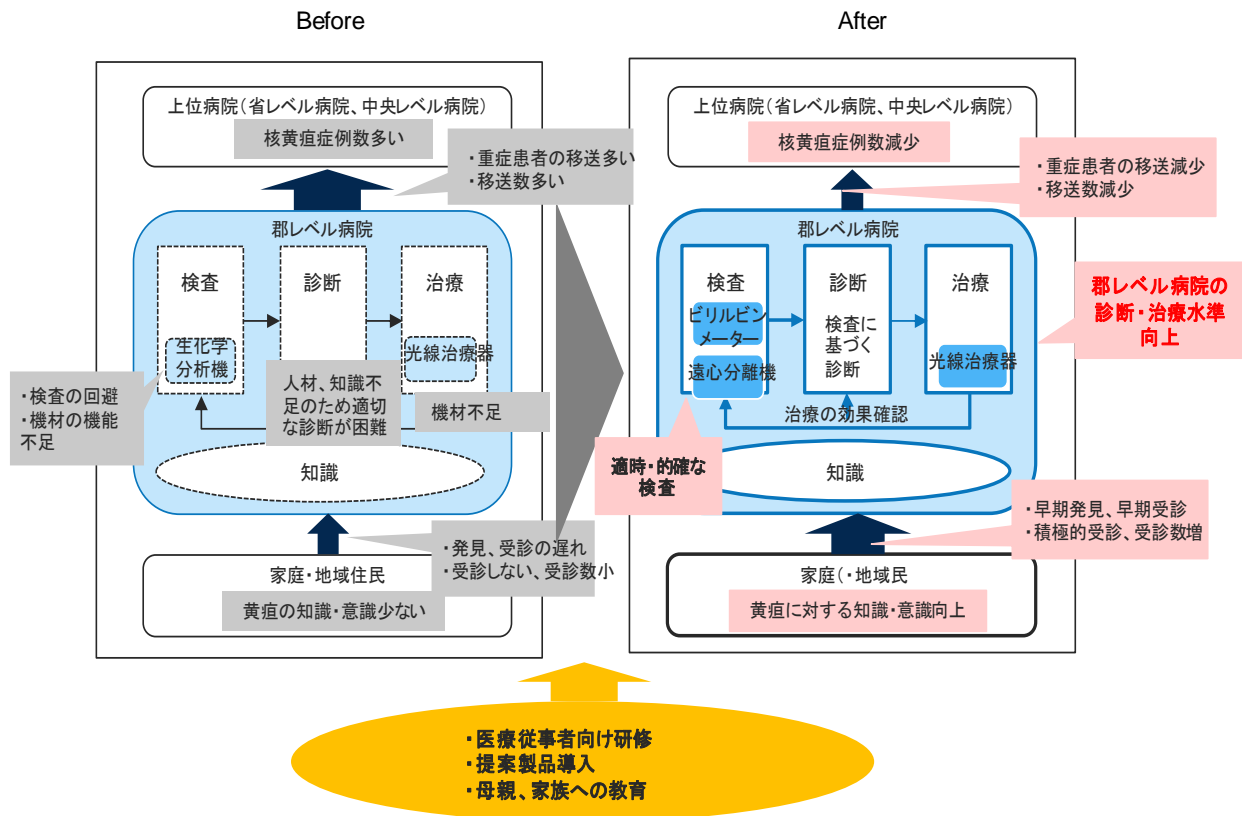 Before
上位病院(省レベル病院、中央レベル病院)
核黄疸症例数多い
・重症患者の移送多い
・移送数多い
郡レベル病院
検査
診断
治療
生化学
分析機
光線治療器
・検査の回避
・機材の機能
不足
人材、知識不
足のため適切
な診断が困難
機材不足
知識
・発見、受診の遅れ
・受診しない、受診数小
家庭・地域住民
黄疸の知識・意識少ない
After
上位病院(省レベル病院、中央レベル病院)
核黄疸症例数減少
・重症患者の移送減少
・移送数減少
郡レベル病院
検査
診断
治療
ビリルビン
メーター
遠心分離機
検査に
基づく
診断
光線治療器
郡レベル病院の
診断・治療水準
向上
治療の効果確認
適時・的確な
検査
知識
・早期発見、早期受診
・積極的受診、受診数増
家庭(・地域民
黄疸に対する知識・意識向上
・医療従事者向け研修
・提案製品導入
・母親、家族への教育